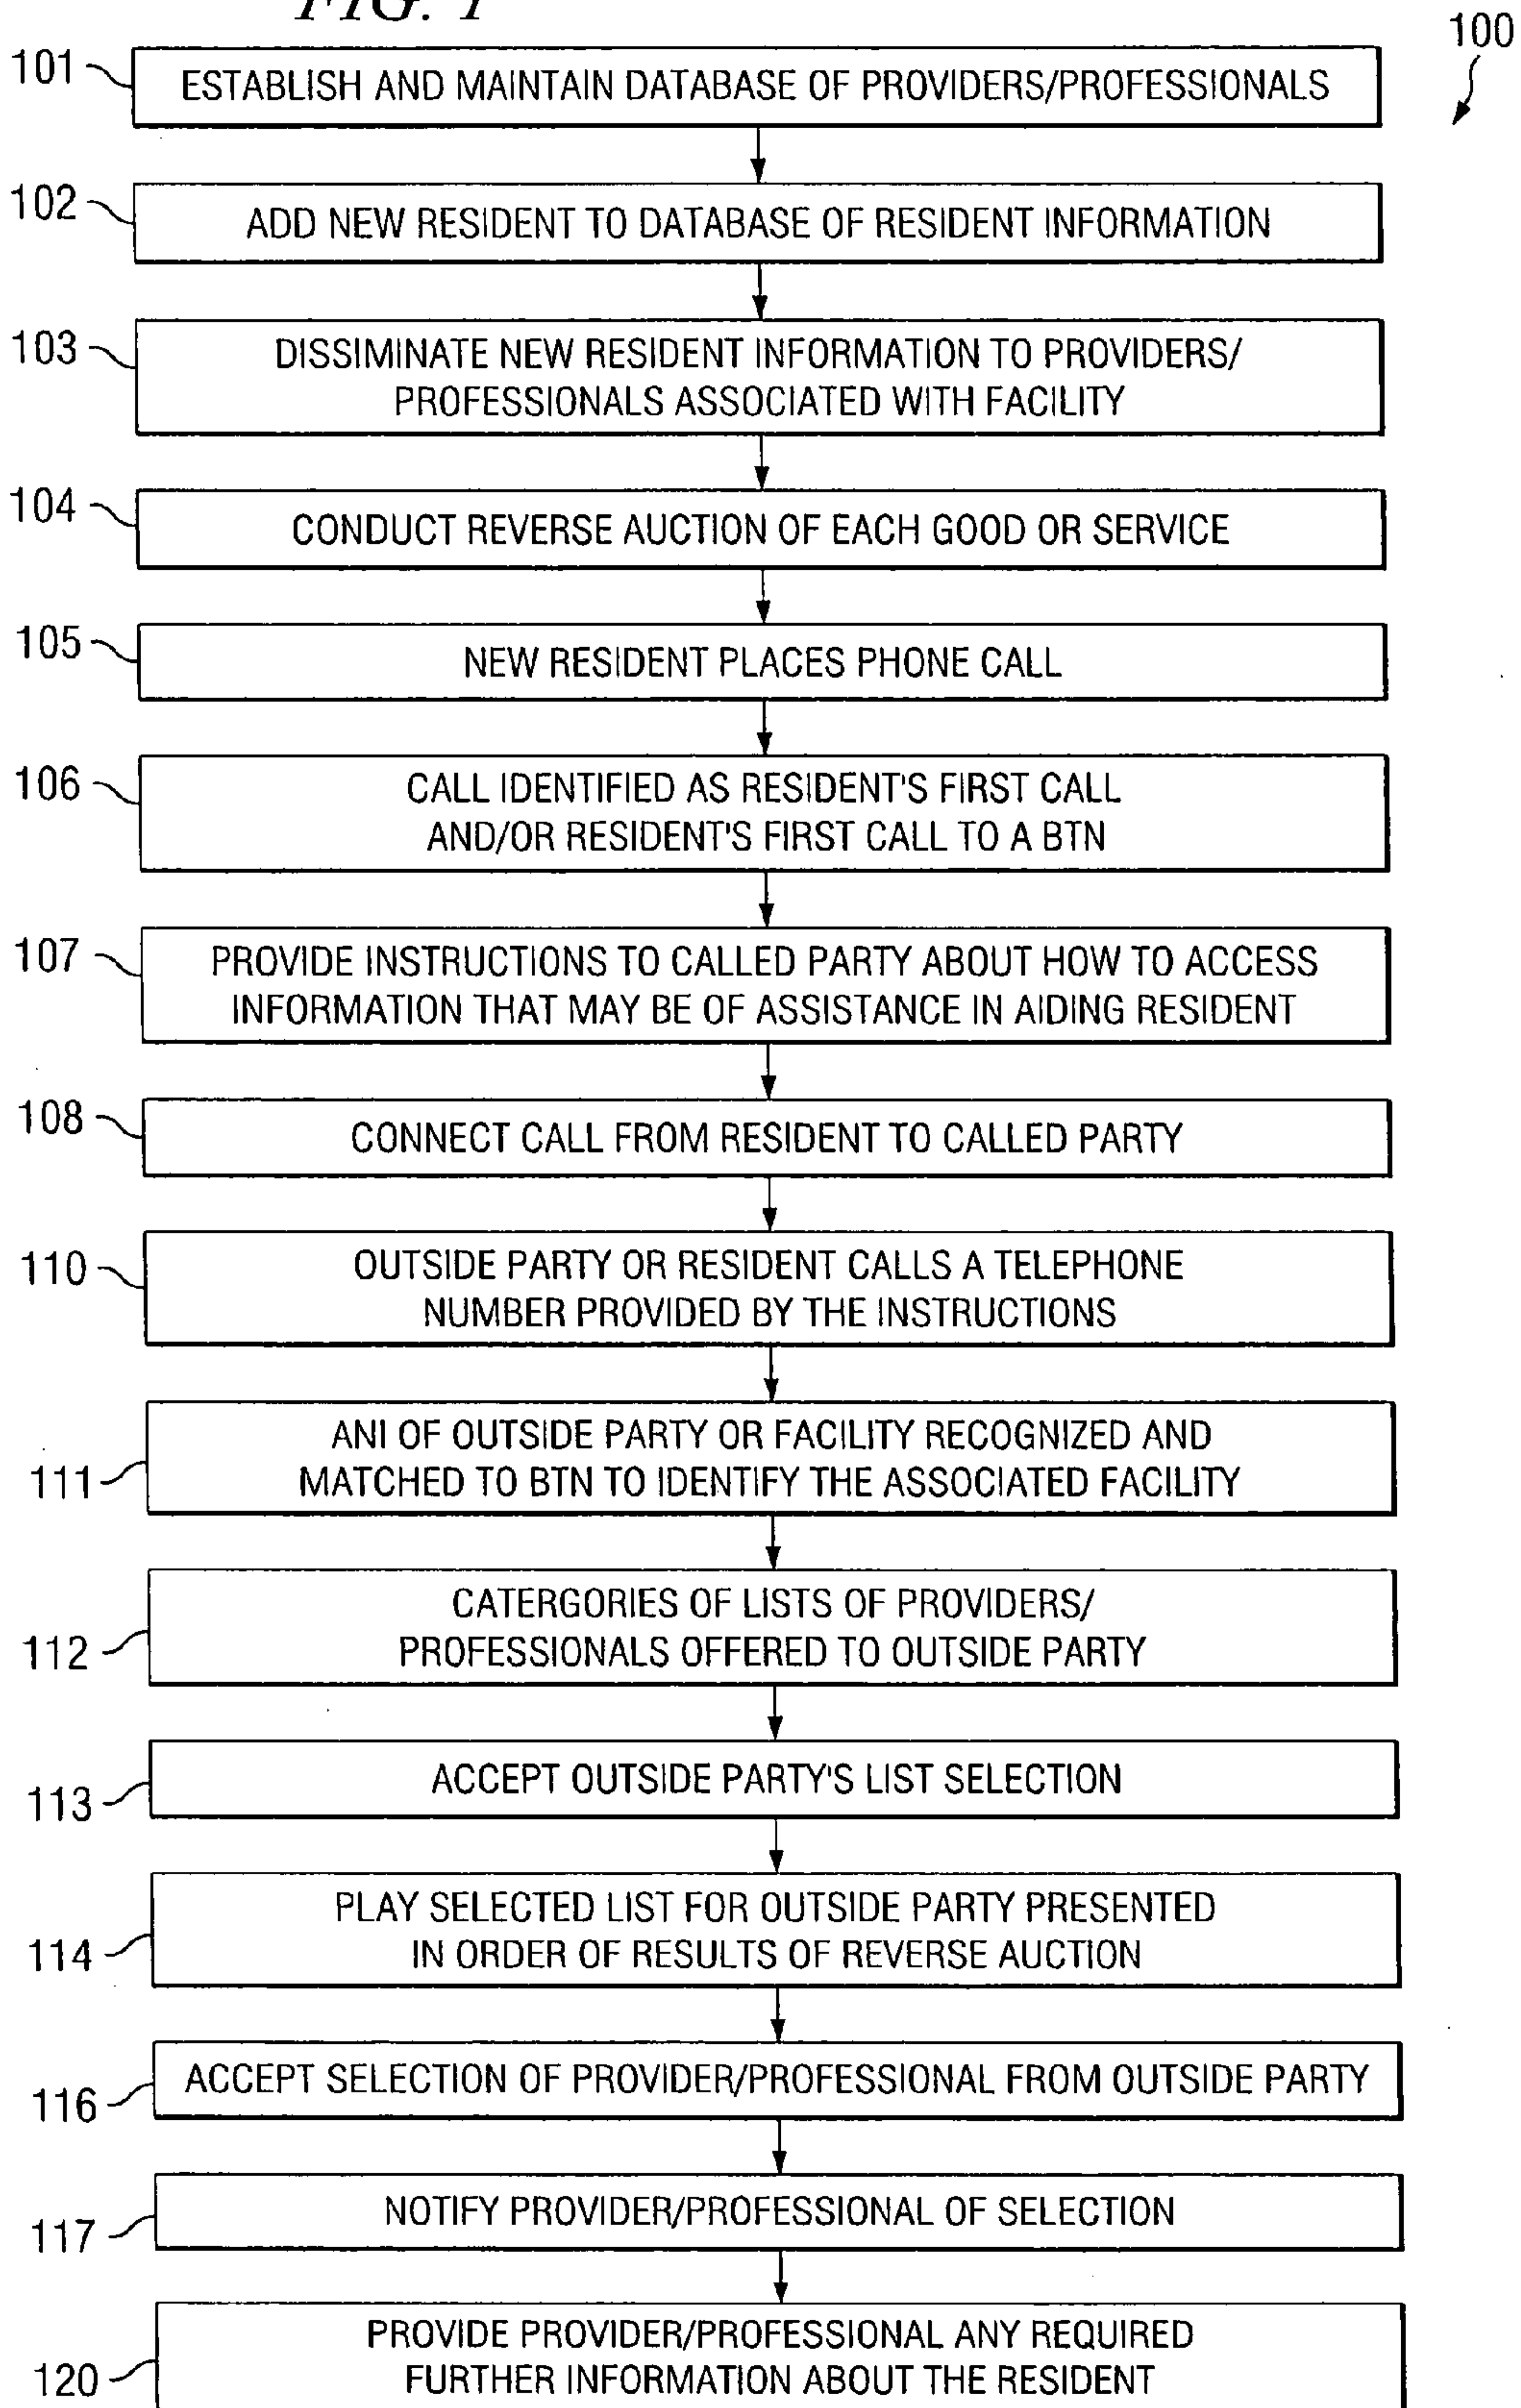 FIG. 1
100
101
ESTABLISH AND MAINTAIN DATABASE OF PROVIDERS/PROFESSIONALS
102
ADD NEW RESIDENT TO DATABASE OF RESIDENT INFORMATION
103
DISSIMINATE NEW RESIDENT INFORMATION TO PROVIDERS/
PROFESSIONALS ASSOCIATED WITH FACILITY
104
CONDUCT REVERSE AUCTION OF EACH GOOD OR SERVICE
105
NEW RESIDENT PLACES PHONE CALL
106
CALL IDENTIFIED AS RESIDENT'S FIRST CALL
AND/OR RESIDENT'S FIRST CALL TO A BTN
107
PROVIDE INSTRUCTIONS TO CALLED PARTY ABOUT HOW TO ACCESS
INFORMATION THAT MAY BE OF ASSISTANCE IN AIDING RESIDENT
108
CONNECT CALL FROM RESIDENT TO CALLED PARTY
110
OUTSIDE PARTY OR RESIDENT CALLS A TELEPHONE
NUMBER PROVIDED BY THE INSTRUCTIONS
111
ANI OF OUTSIDE PARTY OR FACILITY RECOGNIZED AND
MATCHED TO BTN TO IDENTIFY THE ASSOCIATED FACILITY
112
CATERGORIES OF LISTS OF PROVIDERS/
PROFESSIONALS OFFERED TO OUTSIDE PARTY
113
ACCEPT OUTSIDE PARTY'S LIST SELECTION
114
PLAY SELECTED LIST FOR OUTSIDE PARTY PRESENTED
IN ORDER OF RESULTS OF REVERSE AUCTION
116
ACCEPT SELECTION OF PROVIDER/PROFESSIONAL FROM OUTSIDE PARTY
117
NOTIFY PROVIDER/PROFESSIONAL OF SELECTION
120
PROVIDE PROVIDER/PROFESSIONAL ANY REQUIRED
FURTHER INFORMATION ABOUT THE RESIDENT